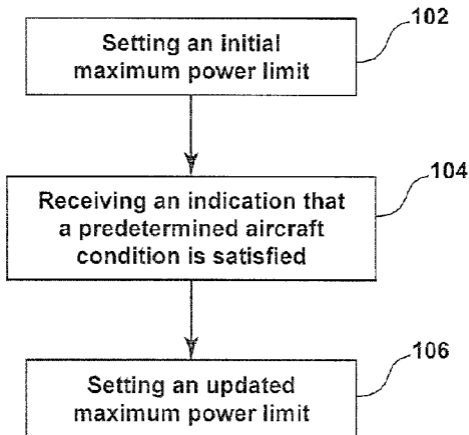 102
Setting an initial
maximum power limit
104
Receiving an indication that
a predetermined aircraft
condition is satisfied
106
Setting an updated
maximum power limit